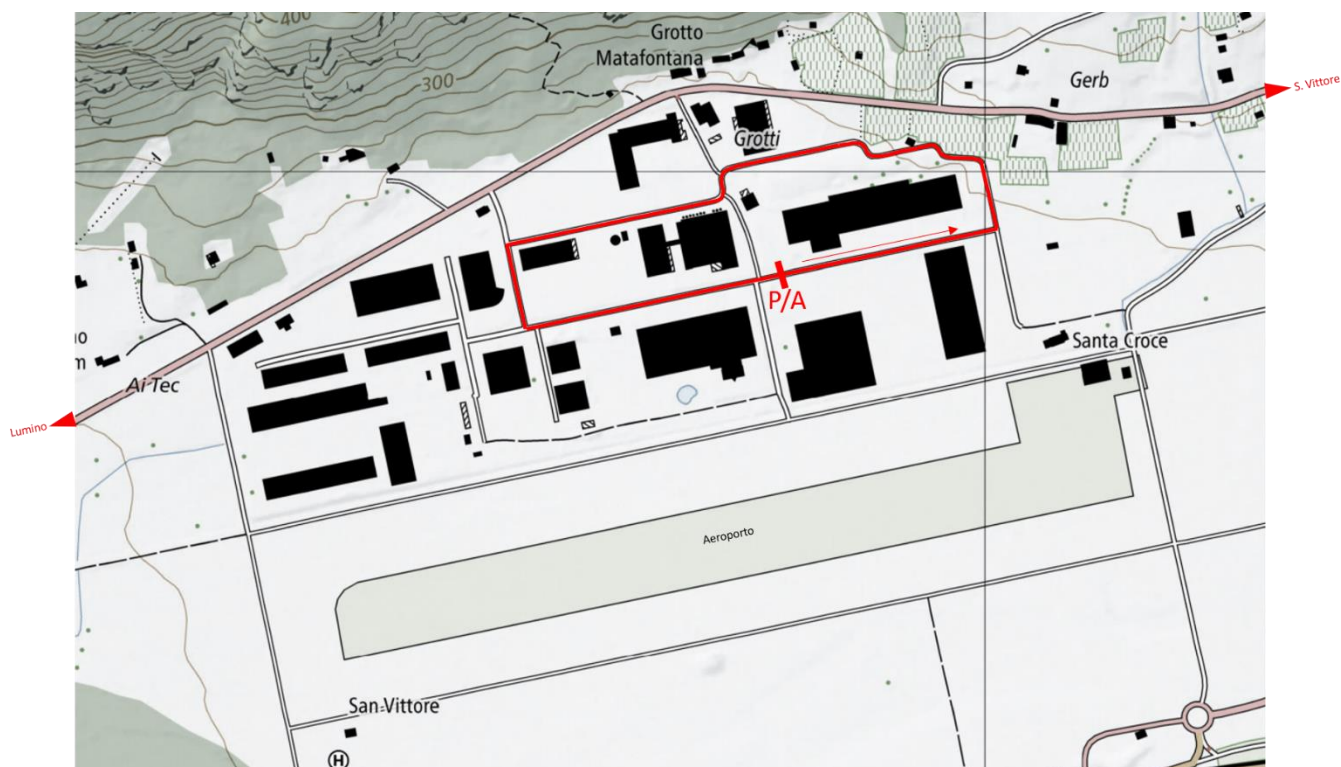 400
Grotto
Matafontana
300
Gerb
S. Vittore
Grotti
P/A
Santa Croce
Ai Tec
Lumino
Aeroporto
San Vittore
H